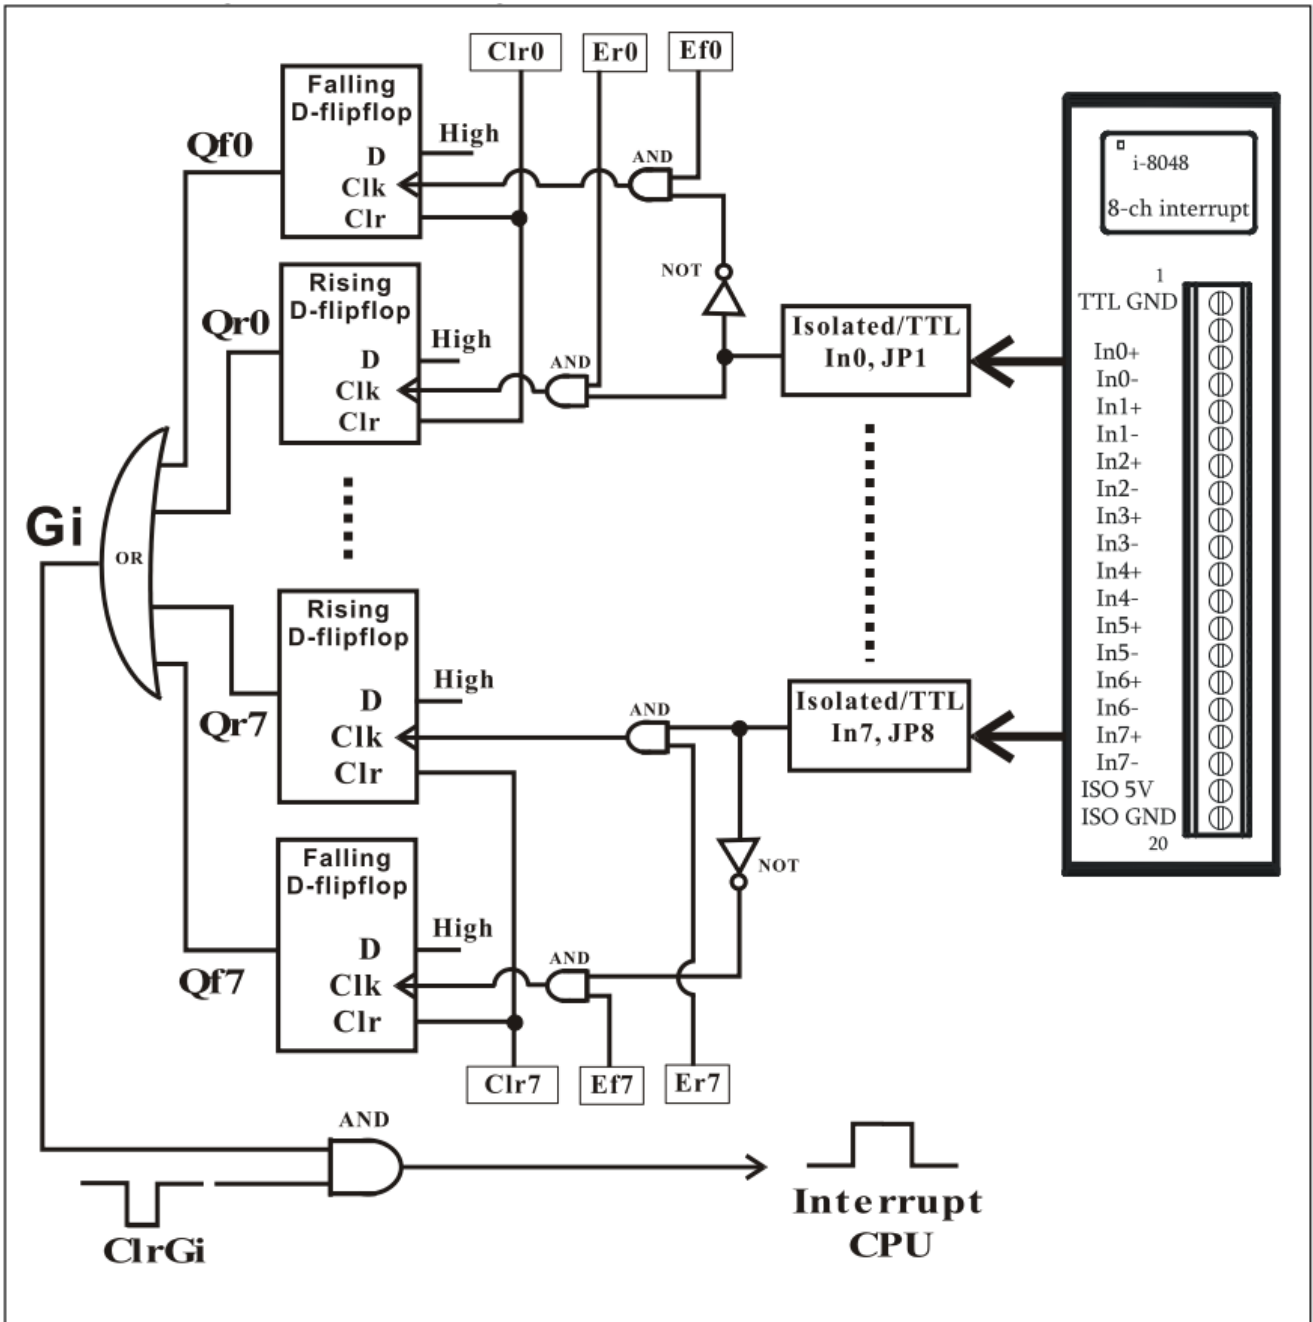 Clr0
Er0
Ef0
Falling
D-flipflop
High
Qf0
D
Clk
Clr
AND
NOT
i-8048
8-ch interrupt
Rising
D-flipflop
High
Qr0
D
Clk
Clr
AND
Isolated/TTL
In0, JP1
1
TTL GND
In0+
In0-
In1+
In1-
In2+
In2-
In3+
In3-
In4+
In4-
In5+
In5-
In6+
In6-
In7+
In7-
ISO 5V
ISO GND
20
Gi
OR
Rising
D-flipflop
High
Qr7
D
Clk
Clr
AND
Isolated/TTL
In7, JP8
NOT
Falling
D-flipflop
High
Qf7
D
Clk
Clr
AND
Clr7
Ef7
Er7
AND
ClrGi
Interrupt
CPU